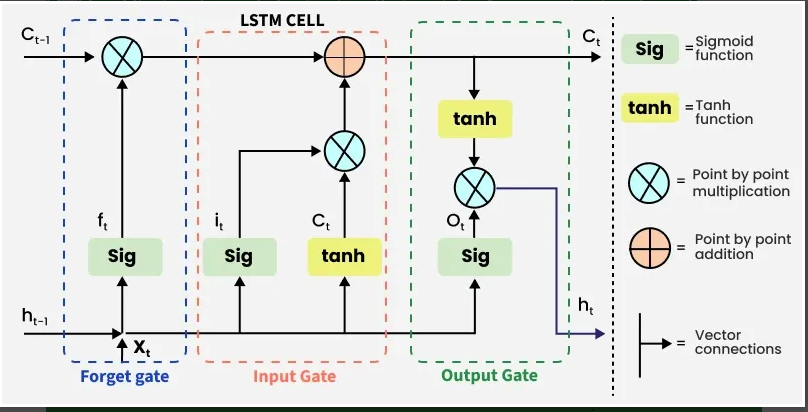 LSTM CELL
Cₜ₋₁
Cₜ
fₜ
iₜ
Cₜ
Oₜ
tanh
Sig
Sig
tanh
Sig
hₜ₋₁
Xₜ
hₜ
Forget gate
Input Gate
Output Gate
Sig
=Sigmoid
function
tanh
=Tanh
function
= Point by point
multiplication
= Point by point
addition
= Vector
connections